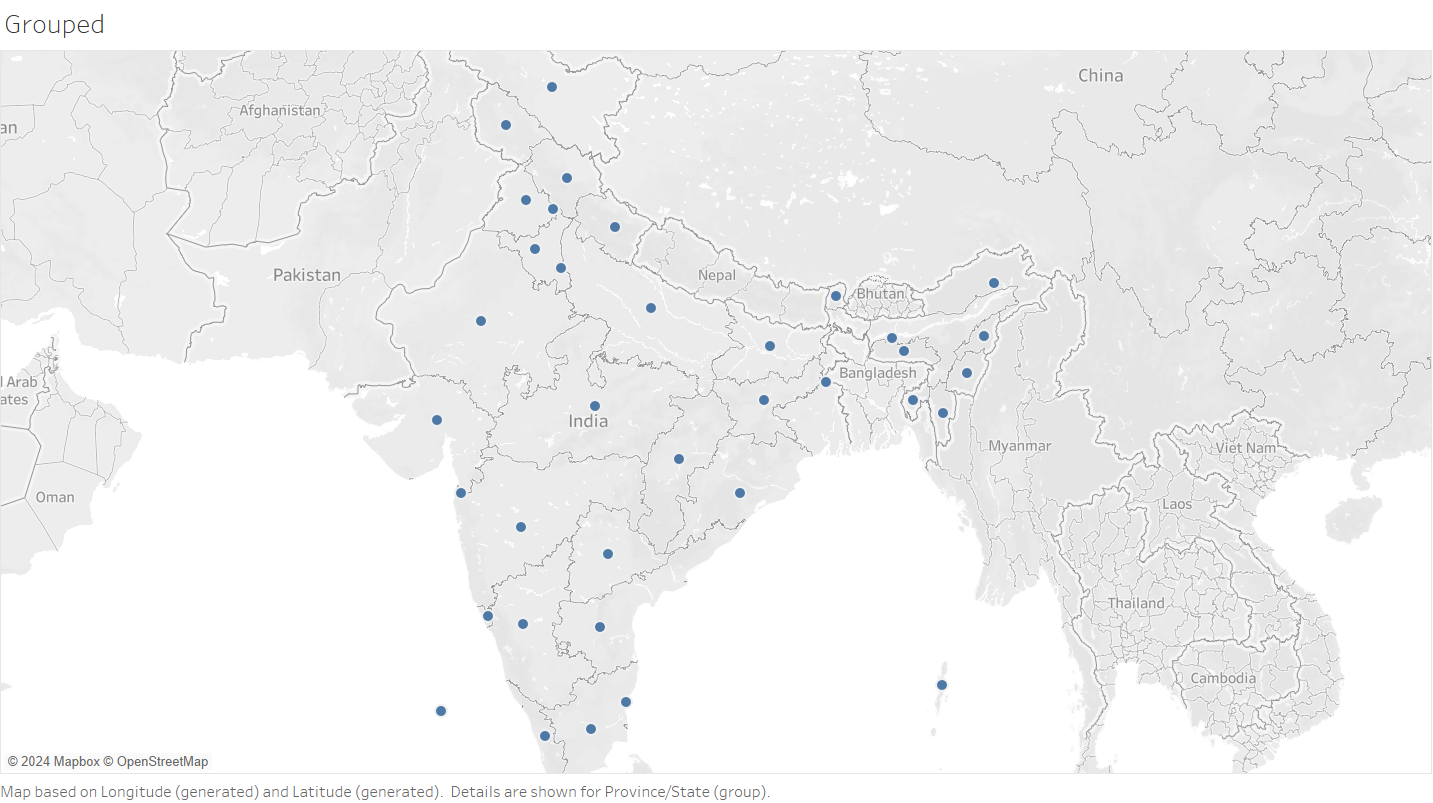 Grouped
China
Afghanistan
an
Pakistan
Nepal
Bhutan
l Arab
ates
Bangladesh
India
Myanmar
Viet Nam
Oman
Laos
Thailand
Cambodia
© 2024 Mapbox © OpenStreetMap
Map based on Longitude (generated) and Latitude (generated). Details are shown for Province/State (group).